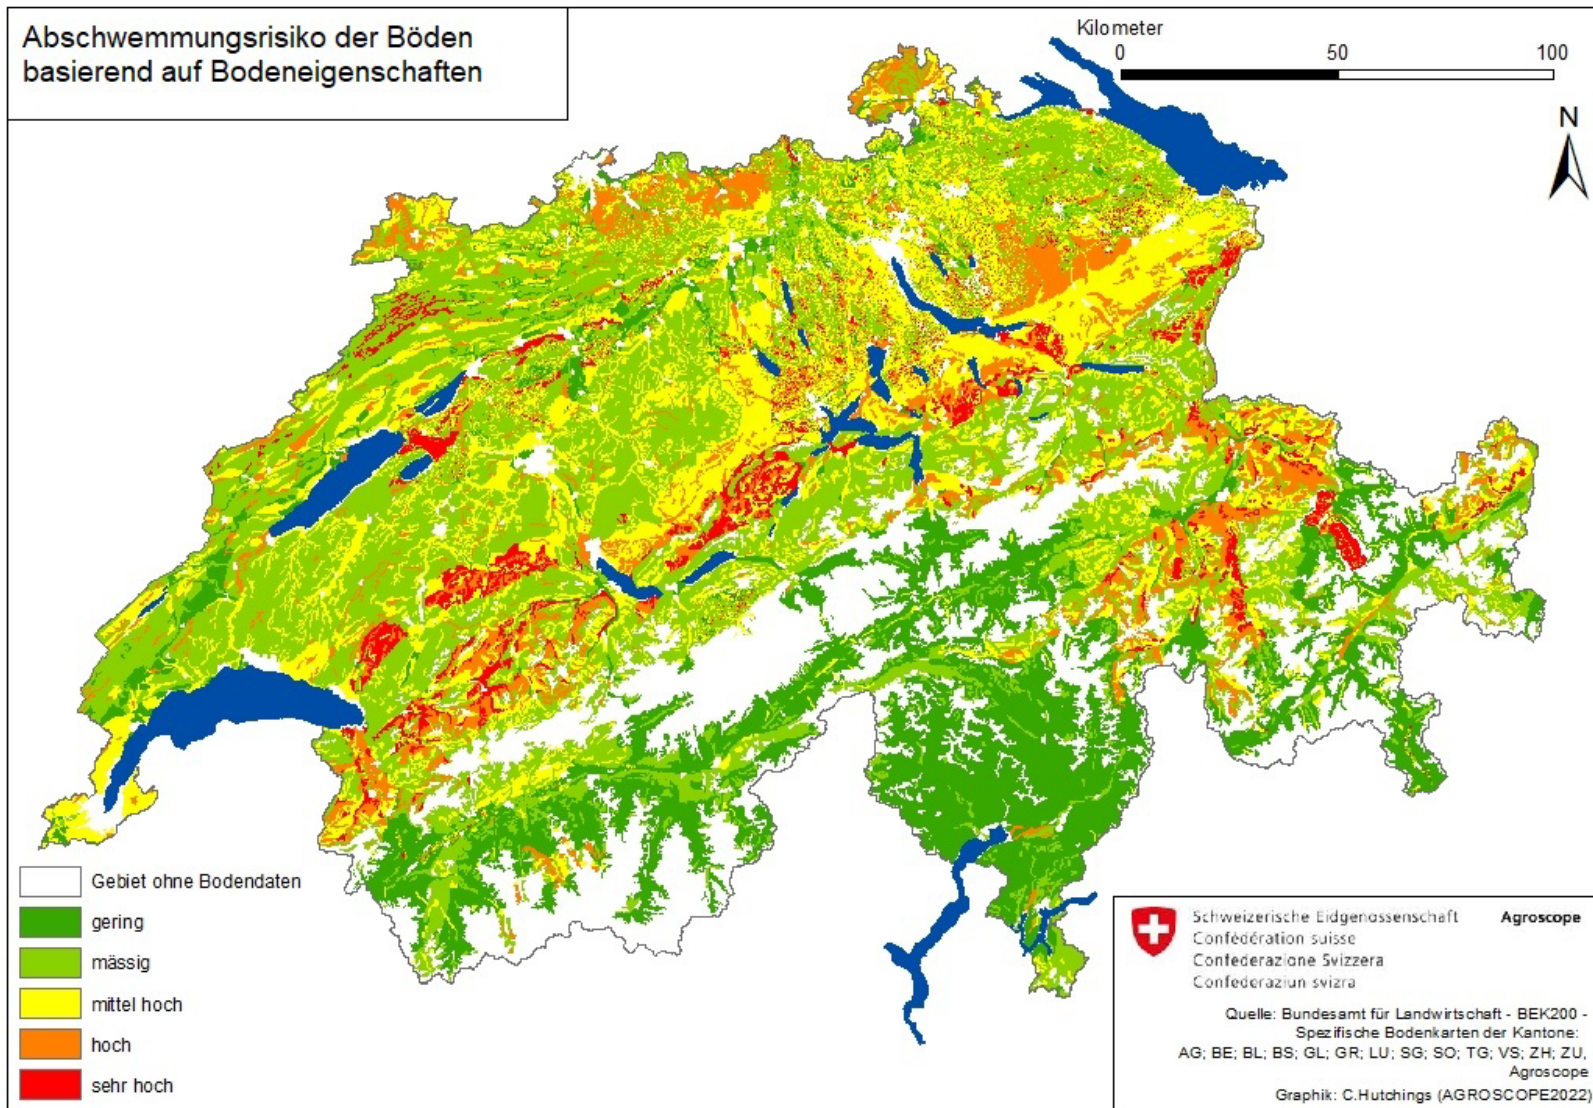 Abschwemmungsrisiko der Böden
basierend auf Bodeneigenschaften
Kilometer
0 50 100
N
Gebiet ohne Bodendaten
gering
mässig
mittel hoch
hoch
sehr hoch
Schweizerische Eidgenossenschaft Agroscope
Confédération suisse
Confederazione Svizzera
Confederaziun svizra
Quelle: Bundesamt für Landwirtschaft - BEK200 -
Spezifische Bodenkarten der Kantone:
AG; BE; BL; BS; GL; GR; LU; SG; SO; TG; VS; ZH; ZU,
Agroscope
Graphik: C.Hutchings (AGROSCOPE2022)